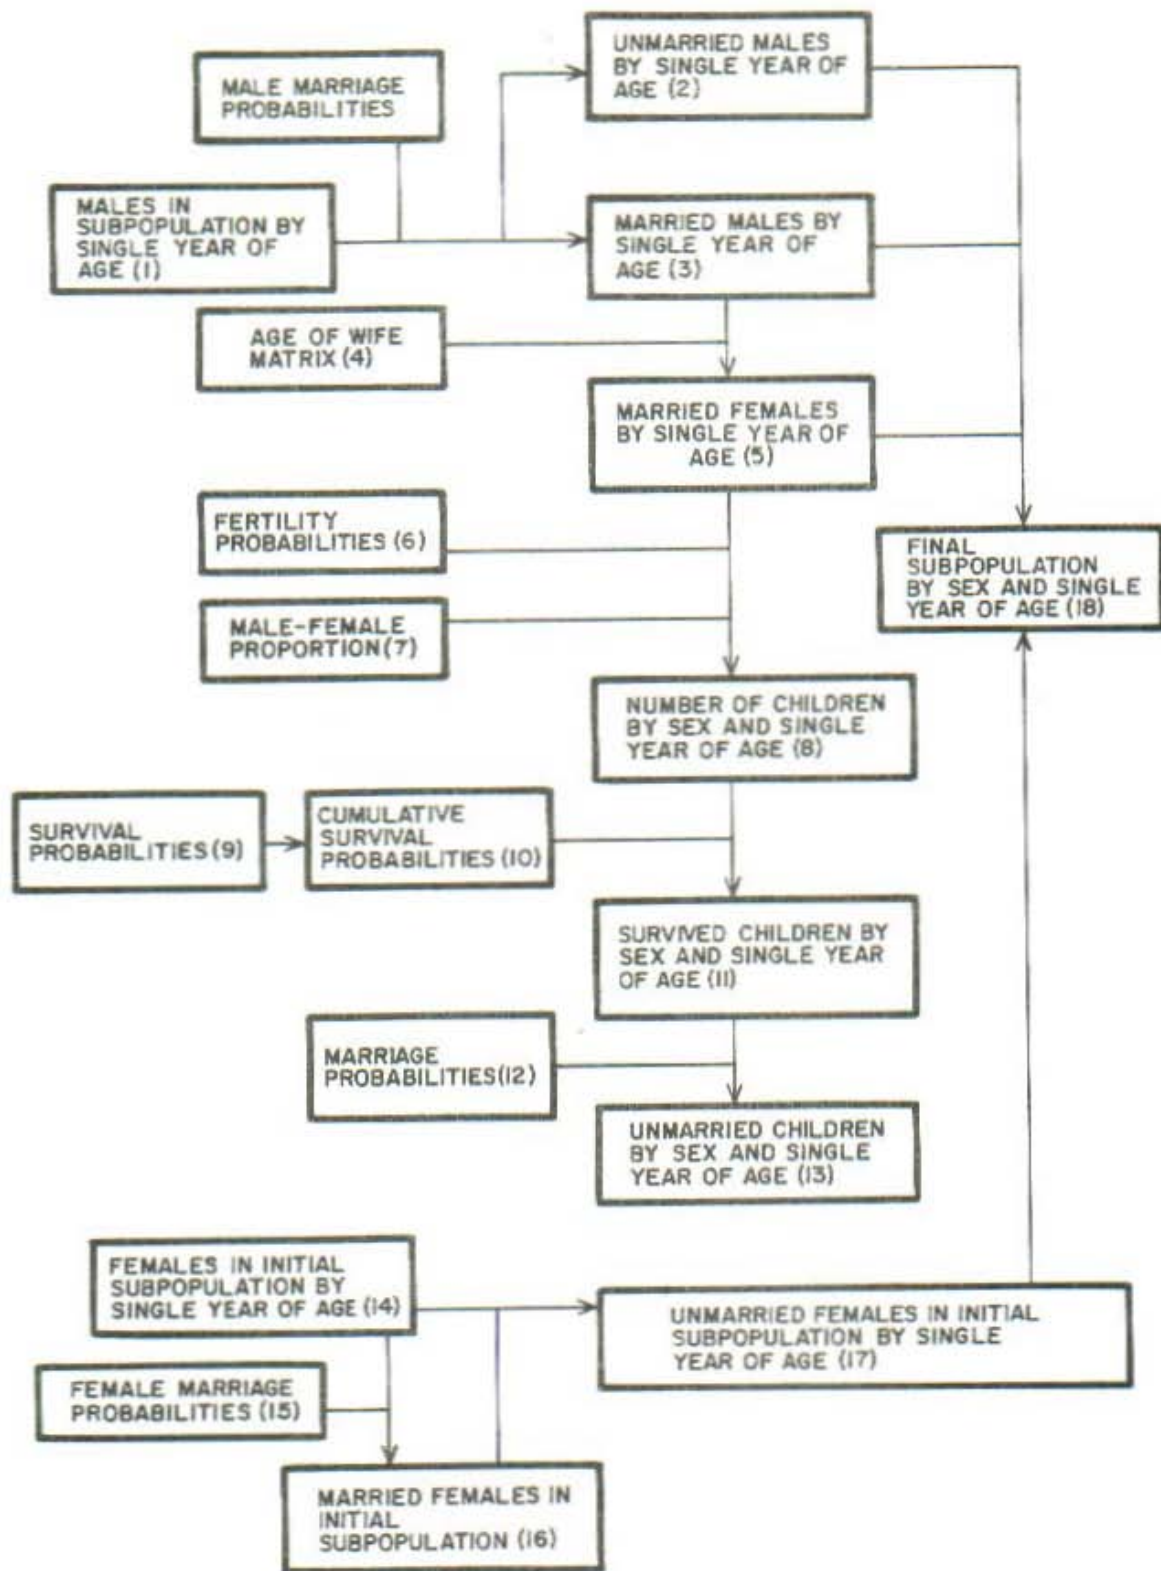 UNMARRIED MALES
BY SINGLE YEAR OF
AGE (2)
MALE MARRIAGE
PROBABILITIES
MALES IN
SUBPOPULATION BY
SINGLE YEAR OF
AGE (1)
MARRIED MALES BY
SINGLE YEAR OF
AGE (3)
AGE OF WIFE
MATRIX (4)
MARRIED FEMALES
BY SINGLE YEAR OF
AGE (5)
FERTILITY
PROBABILITIES (6)
FINAL
SUBPOPULATION
BY SEX AND SINGLE
YEAR OF AGE (18)
MALE-FEMALE
PROPORTION (7)
NUMBER OF CHILDREN
BY SEX AND SINGLE
YEAR OF AGE (8)
SURVIVAL
PROBABILITIES (9)
CUMULATIVE
SURVIVAL
PROBABILITIES (10)
SURVIVED CHILDREN BY
SEX AND SINGLE YEAR
OF AGE (11)
MARRIAGE
PROBABILITIES (12)
UNMARRIED CHILDREN
BY SEX AND SINGLE
YEAR OF AGE (13)
FEMALES IN INITIAL
SUBPOPULATION BY
SINGLE YEAR OF AGE (14)
UNMARRIED FEMALES IN INITIAL
SUBPOPULATION BY SINGLE
YEAR OF AGE (17)
FEMALE MARRIAGE
PROBABILITIES (15)
MARRIED FEMALES IN
INITIAL
SUBPOPULATION (16)